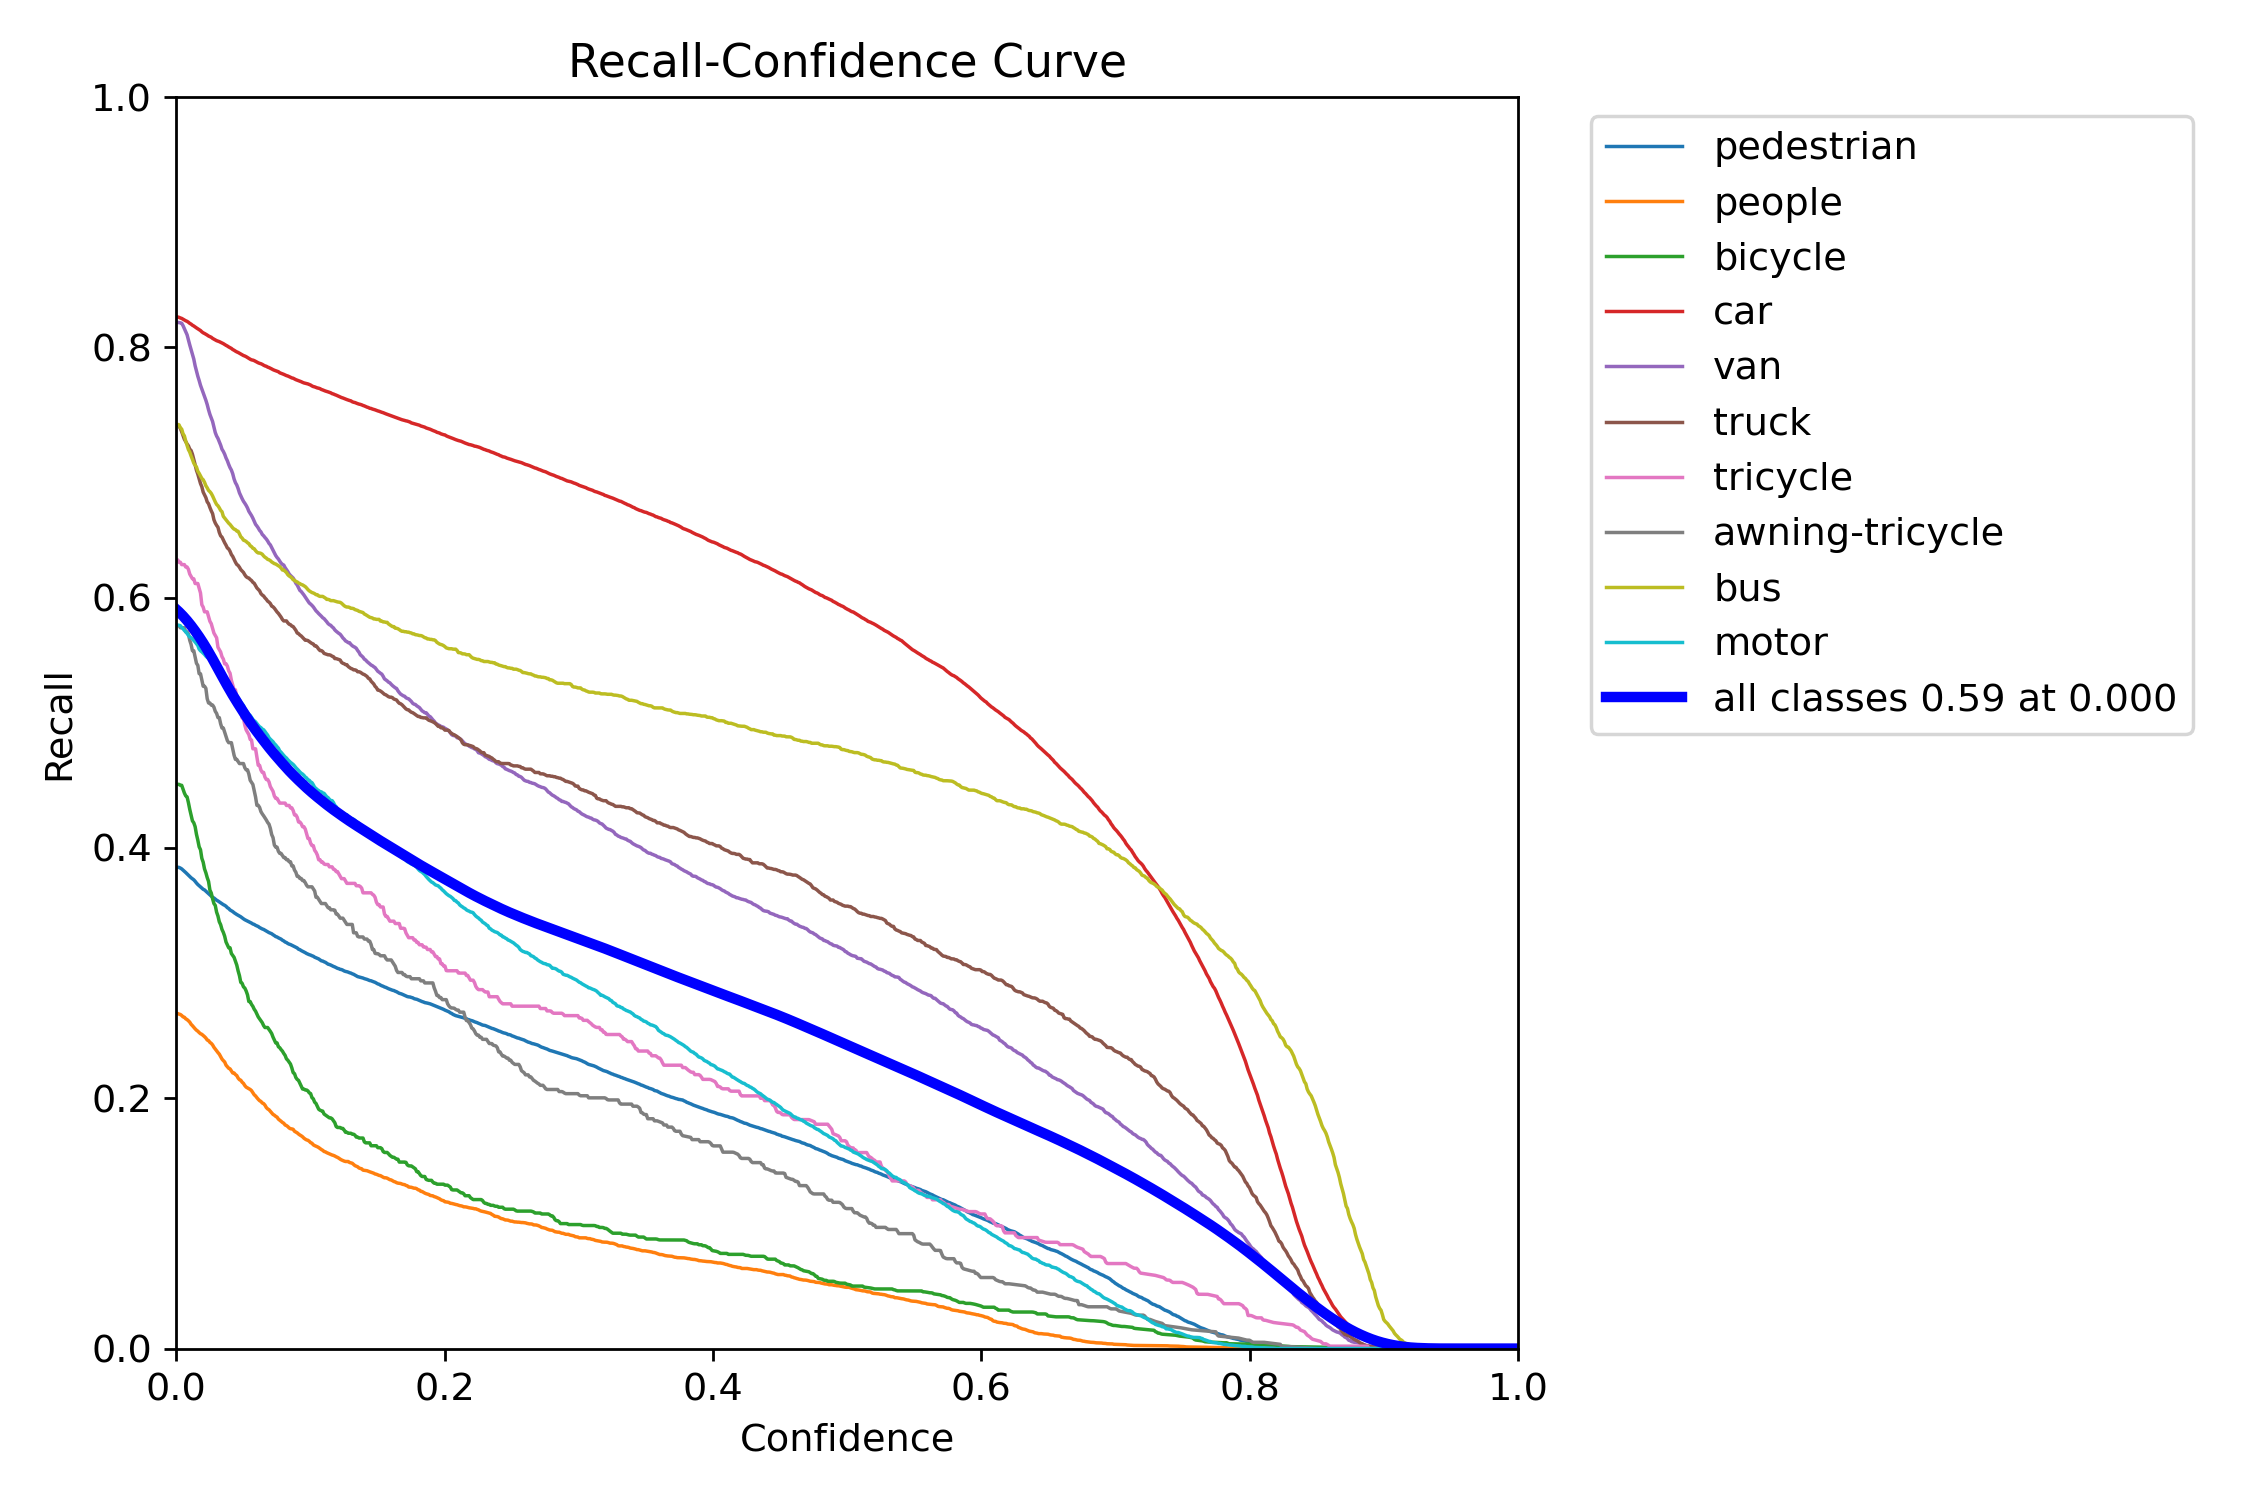 Recall-Confidence Curve
1.0
0.8
0.6
0.4
0.2
0.0
Recall
0.0 0.2 0.4 0.6 0.8 1.0
Confidence
pedestrian
people
bicycle
car
van
truck
tricycle
awning-tricycle
bus
motor
all classes 0.59 at 0.000